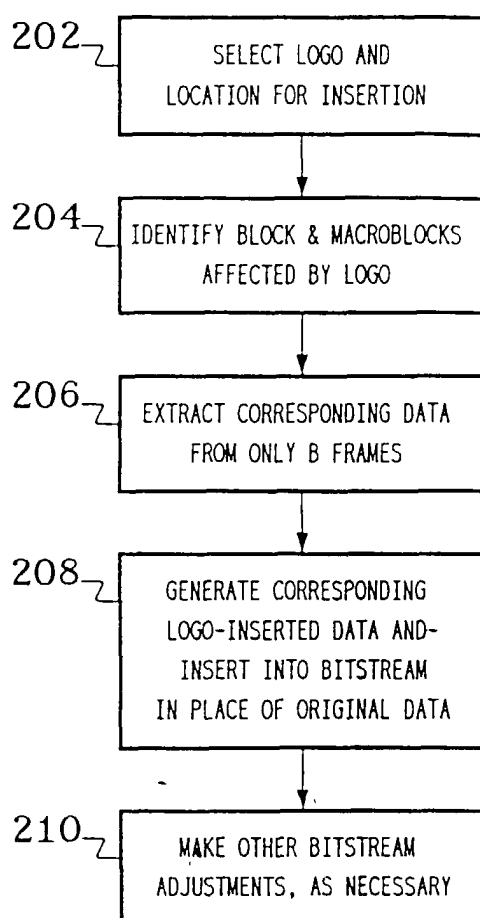 202
SELECT LOGO AND
LOCATION FOR INSERTION
204
IDENTIFY BLOCK & MACROBLOCKS
AFFECTED BY LOGO
206
EXTRACT CORRESPONDING DATA
FROM ONLY B FRAMES
208
GENERATE CORRESPONDING
LOGO-INSERTED DATA AND-
INSERT INTO BITSTREAM
IN PLACE OF ORIGINAL DATA
210
MAKE OTHER BITSTREAM
ADJUSTMENTS, AS NECESSARY